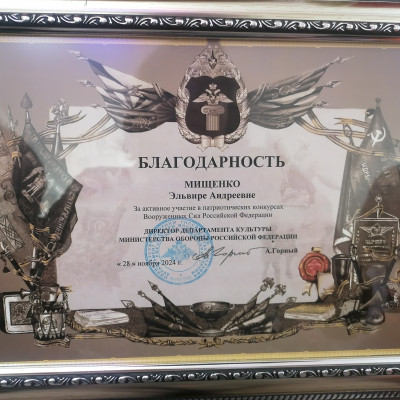 БЛАГОДАРНОСТЬ
МИЩЕНКО
Эльвире Андреевне
За активное участие в патриотических конкурсах
Вооруженных Сил Российской Федерации
ДИРЕКТОР ДЕПАРТАМЕНТА КУЛЬТУРЫ
МИНИСТЕРСТВА ОБОРОНЫ РОССИЙСКОЙ ФЕДЕРАЦИИ
А.Горный
« 28 » ноября 2024 г.